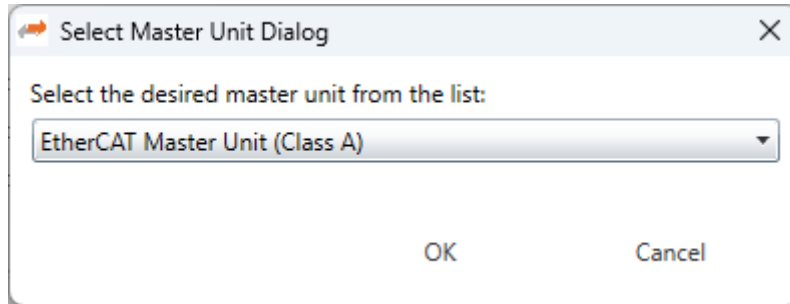 Select Master Unit Dialog
Select the desired master unit from the list:
EtherCAT Master Unit (Class A)
OK Cancel